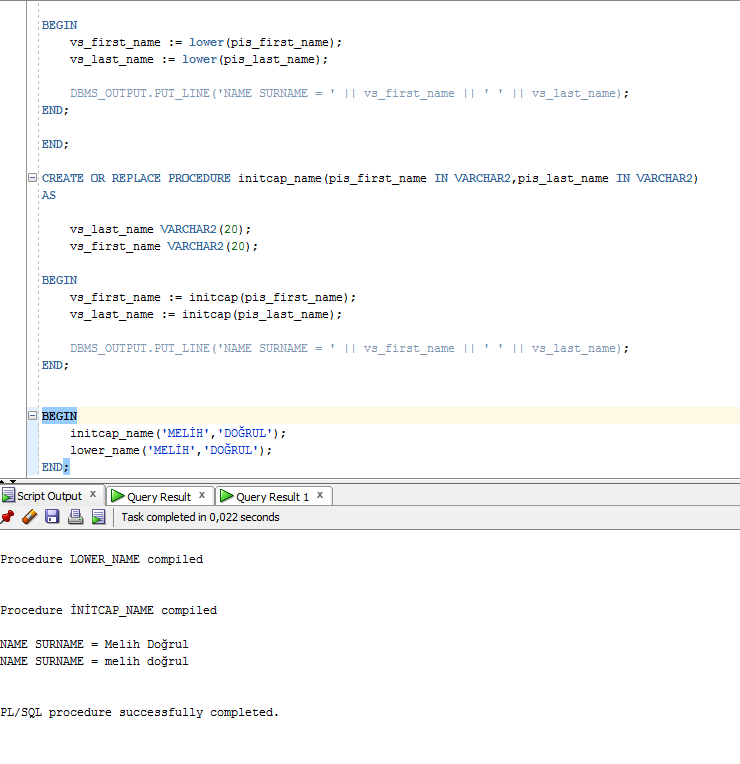 BEGIN
vs_first_name := lower(pis_first_name);
vs_last_name := lower(pis_last_name);
DBMS_OUTPUT.PUT_LINE('NAME SURNAME = ' || vs_first_name || ' ' || vs_last_name);
END;
END;
CREATE OR REPLACE PROCEDURE initcap_name(pis_first_name IN VARCHAR2,pis_last_name IN VARCHAR2)
AS
vs_last_name VARCHAR2(20);
vs_first_name VARCHAR2(20);
BEGIN
vs_first_name := initcap(pis_first_name);
vs_last_name := initcap(pis_last_name);
DBMS_OUTPUT.PUT_LINE('NAME SURNAME = ' || vs_first_name || ' ' || vs_last_name);
END;
BEGIN
initcap_name('MELİH','DOĞRUL');
lower_name('MELİH','DOĞRUL');
END;
Script Output x Query Result x Query Result 1 x
Task completed in 0,022 seconds
Procedure LOWER_NAME compiled
Procedure İNİTCAP_NAME compiled
NAME SURNAME = Melih Doğrul
NAME SURNAME = melih doğrul
PL/SQL procedure successfully completed.